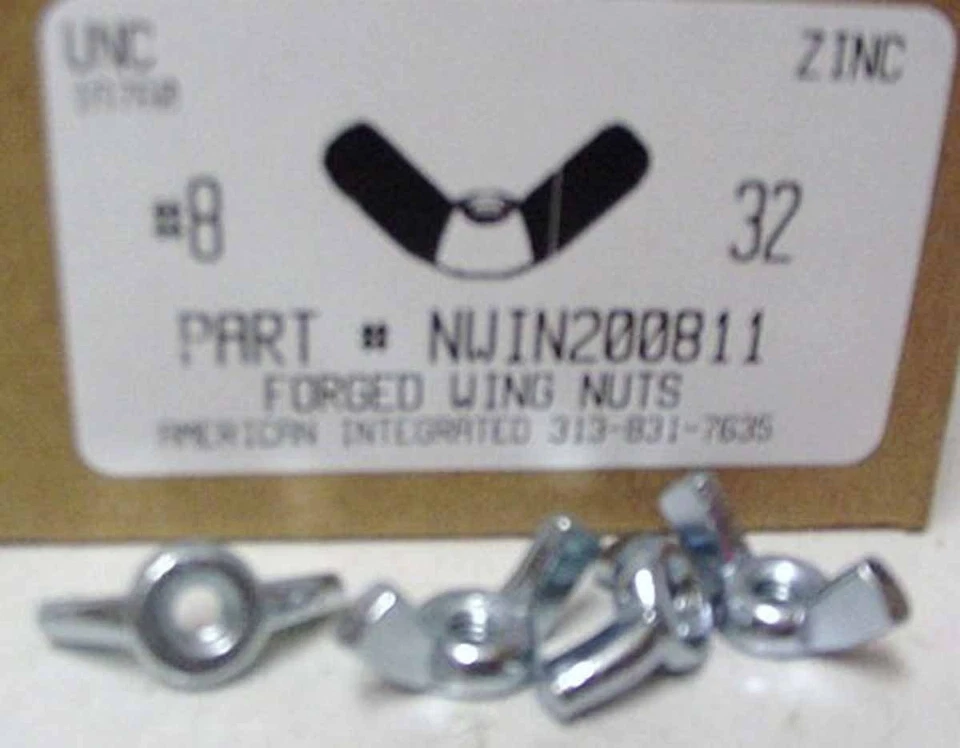 UNC
ZINC
#8
32
PART # NWIN200811
FORGED WING NUTS
AMERICAN INTEGRATED 313-831-7635